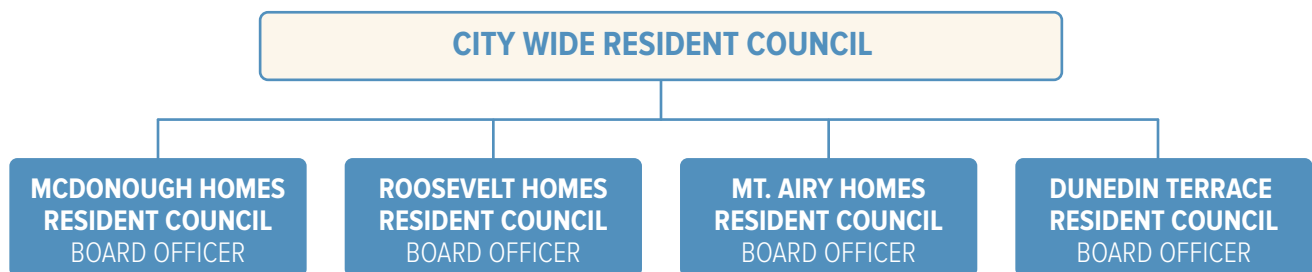 CITY WIDE RESIDENT COUNCIL
MCDONOUGH HOMES
RESIDENT COUNCIL
BOARD OFFICER
ROOSEVELT HOMES
RESIDENT COUNCIL
BOARD OFFICER
MT. AIRY HOMES
RESIDENT COUNCIL
BOARD OFFICER
DUNEDIN TERRACE
RESIDENT COUNCIL
BOARD OFFICER